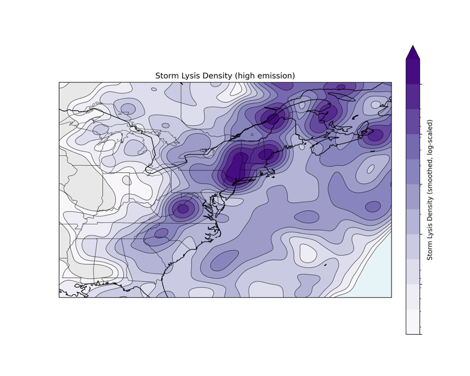 Storm Lysis Density (high emission)
Storm Lysis Density (smoothed, log-scaled)